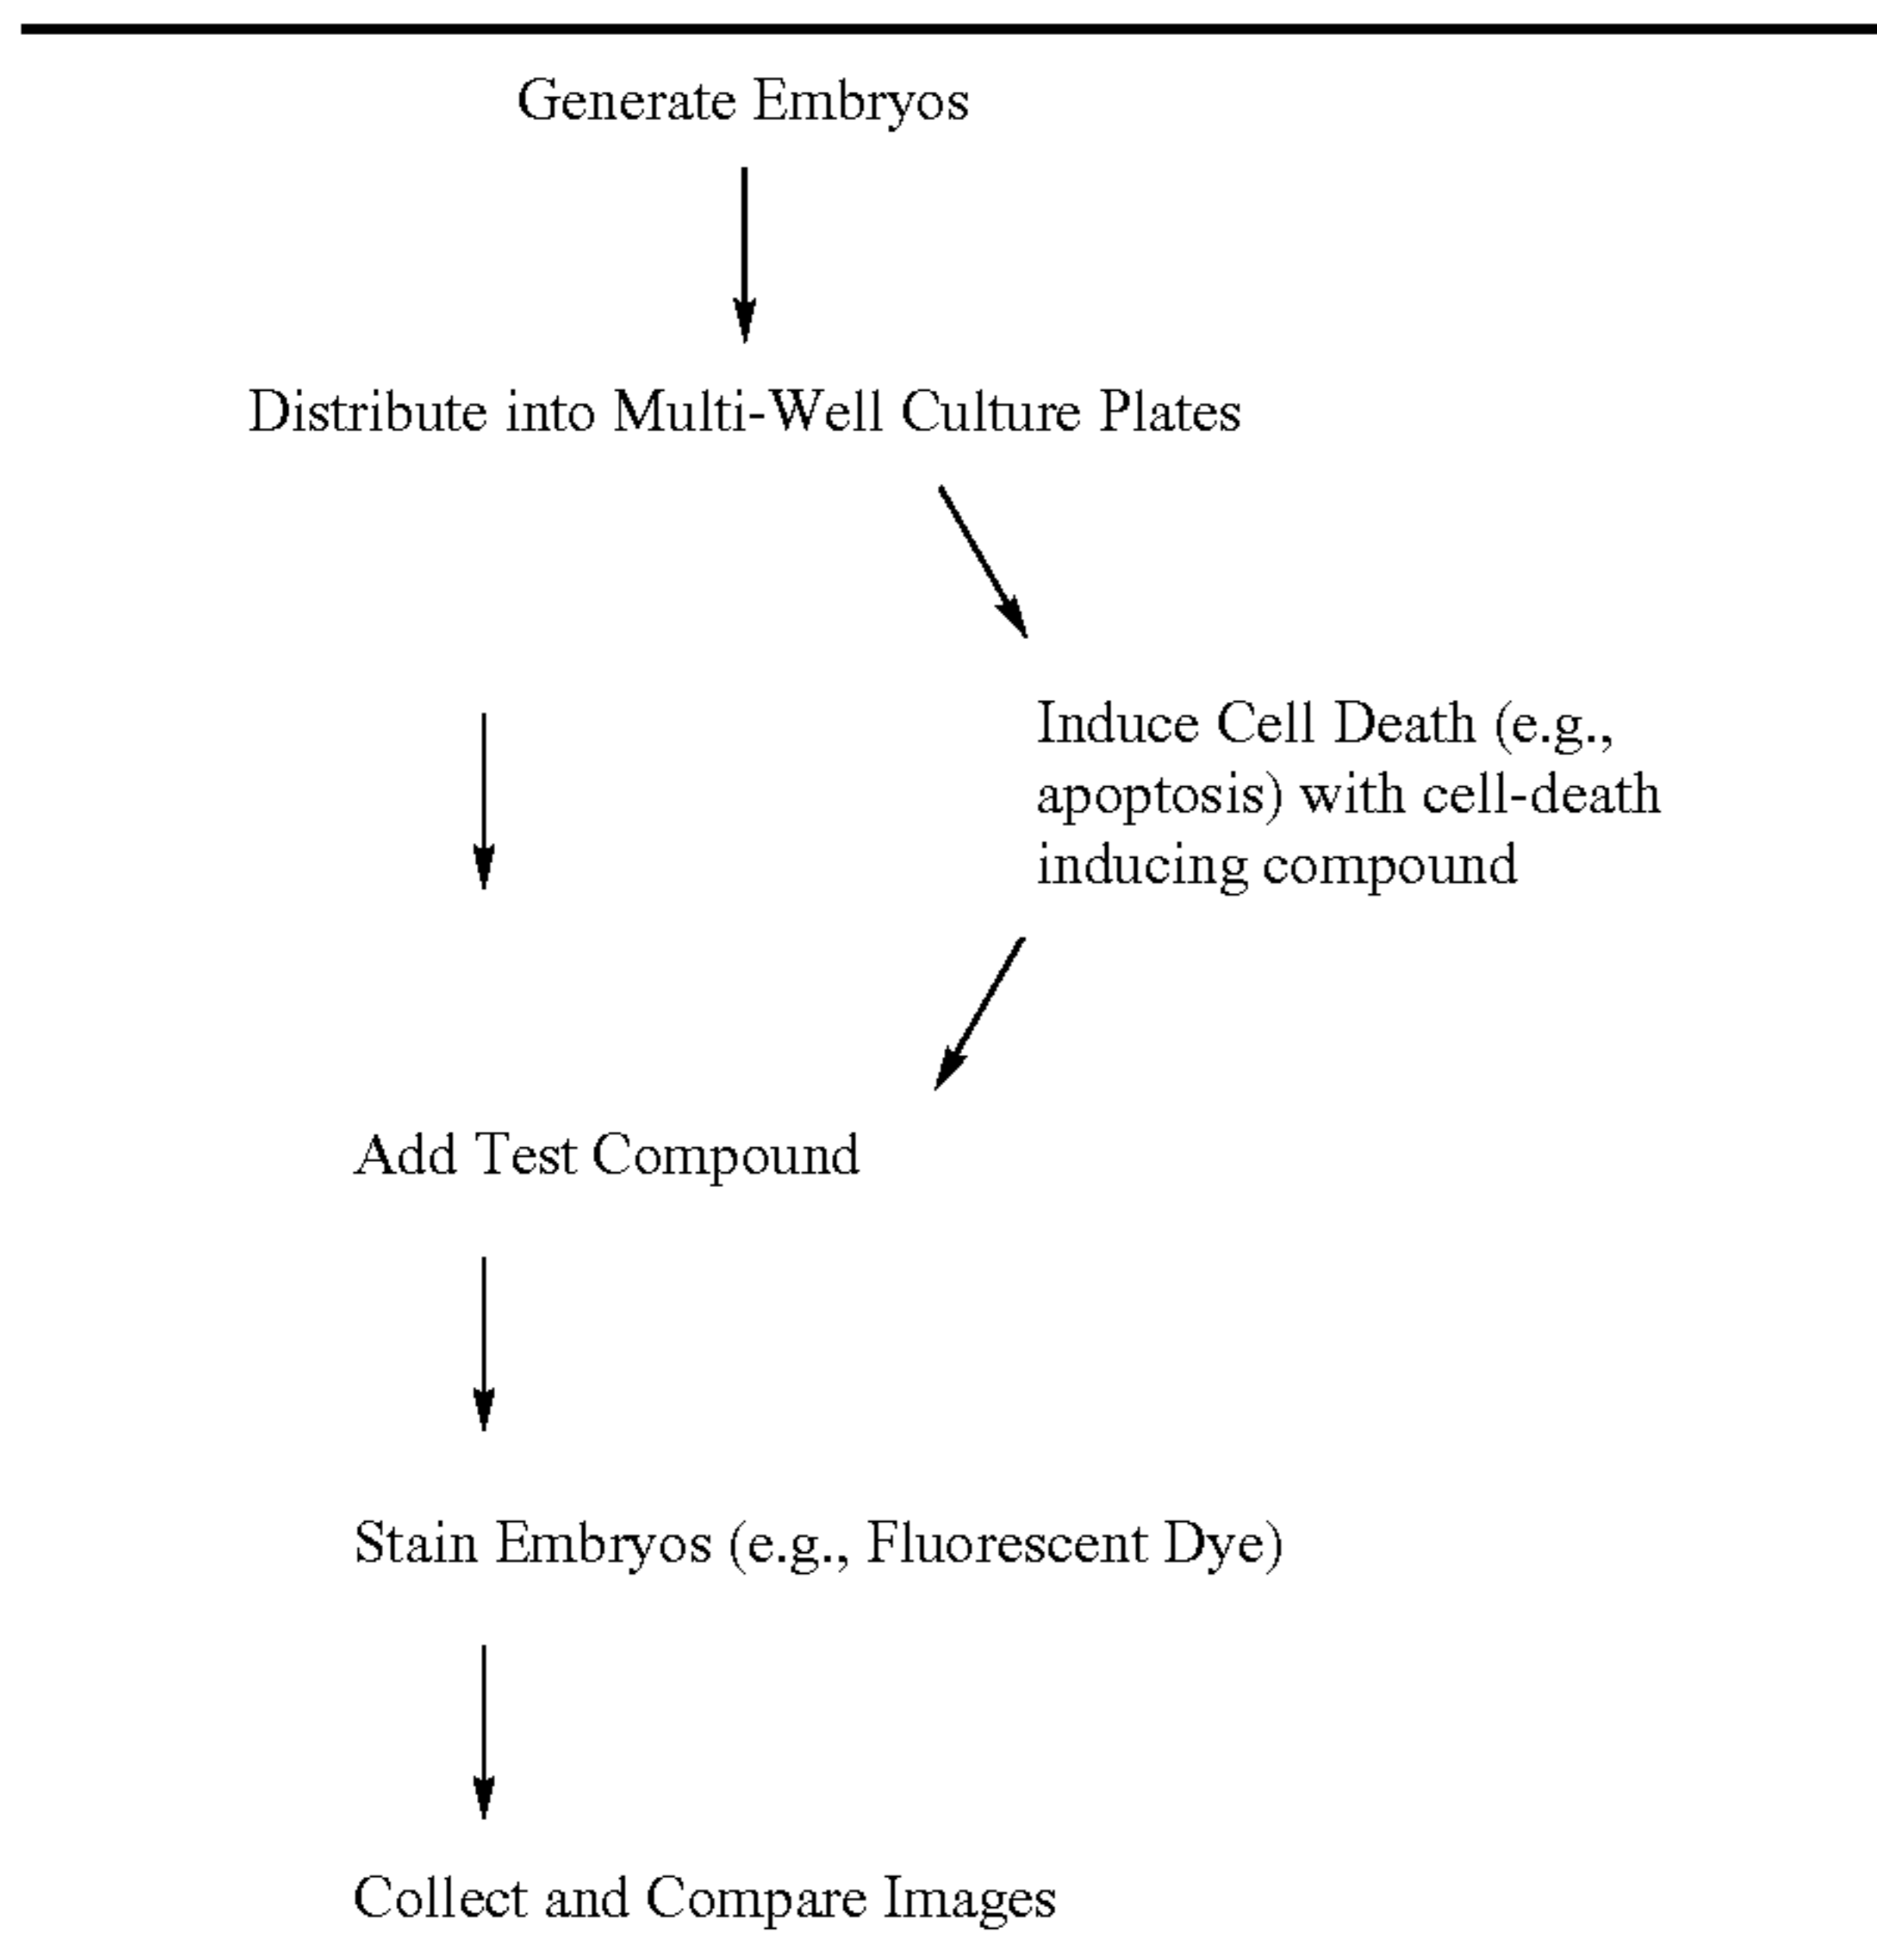 Generate Embryos
Distribute into Multi-Well Culture Plates
Induce Cell Death (e.g.,
apoptosis) with cell-death
inducing compound
Add Test Compound
Stain Embryos (e.g., Fluorescent Dye)
Collect and Compare Images